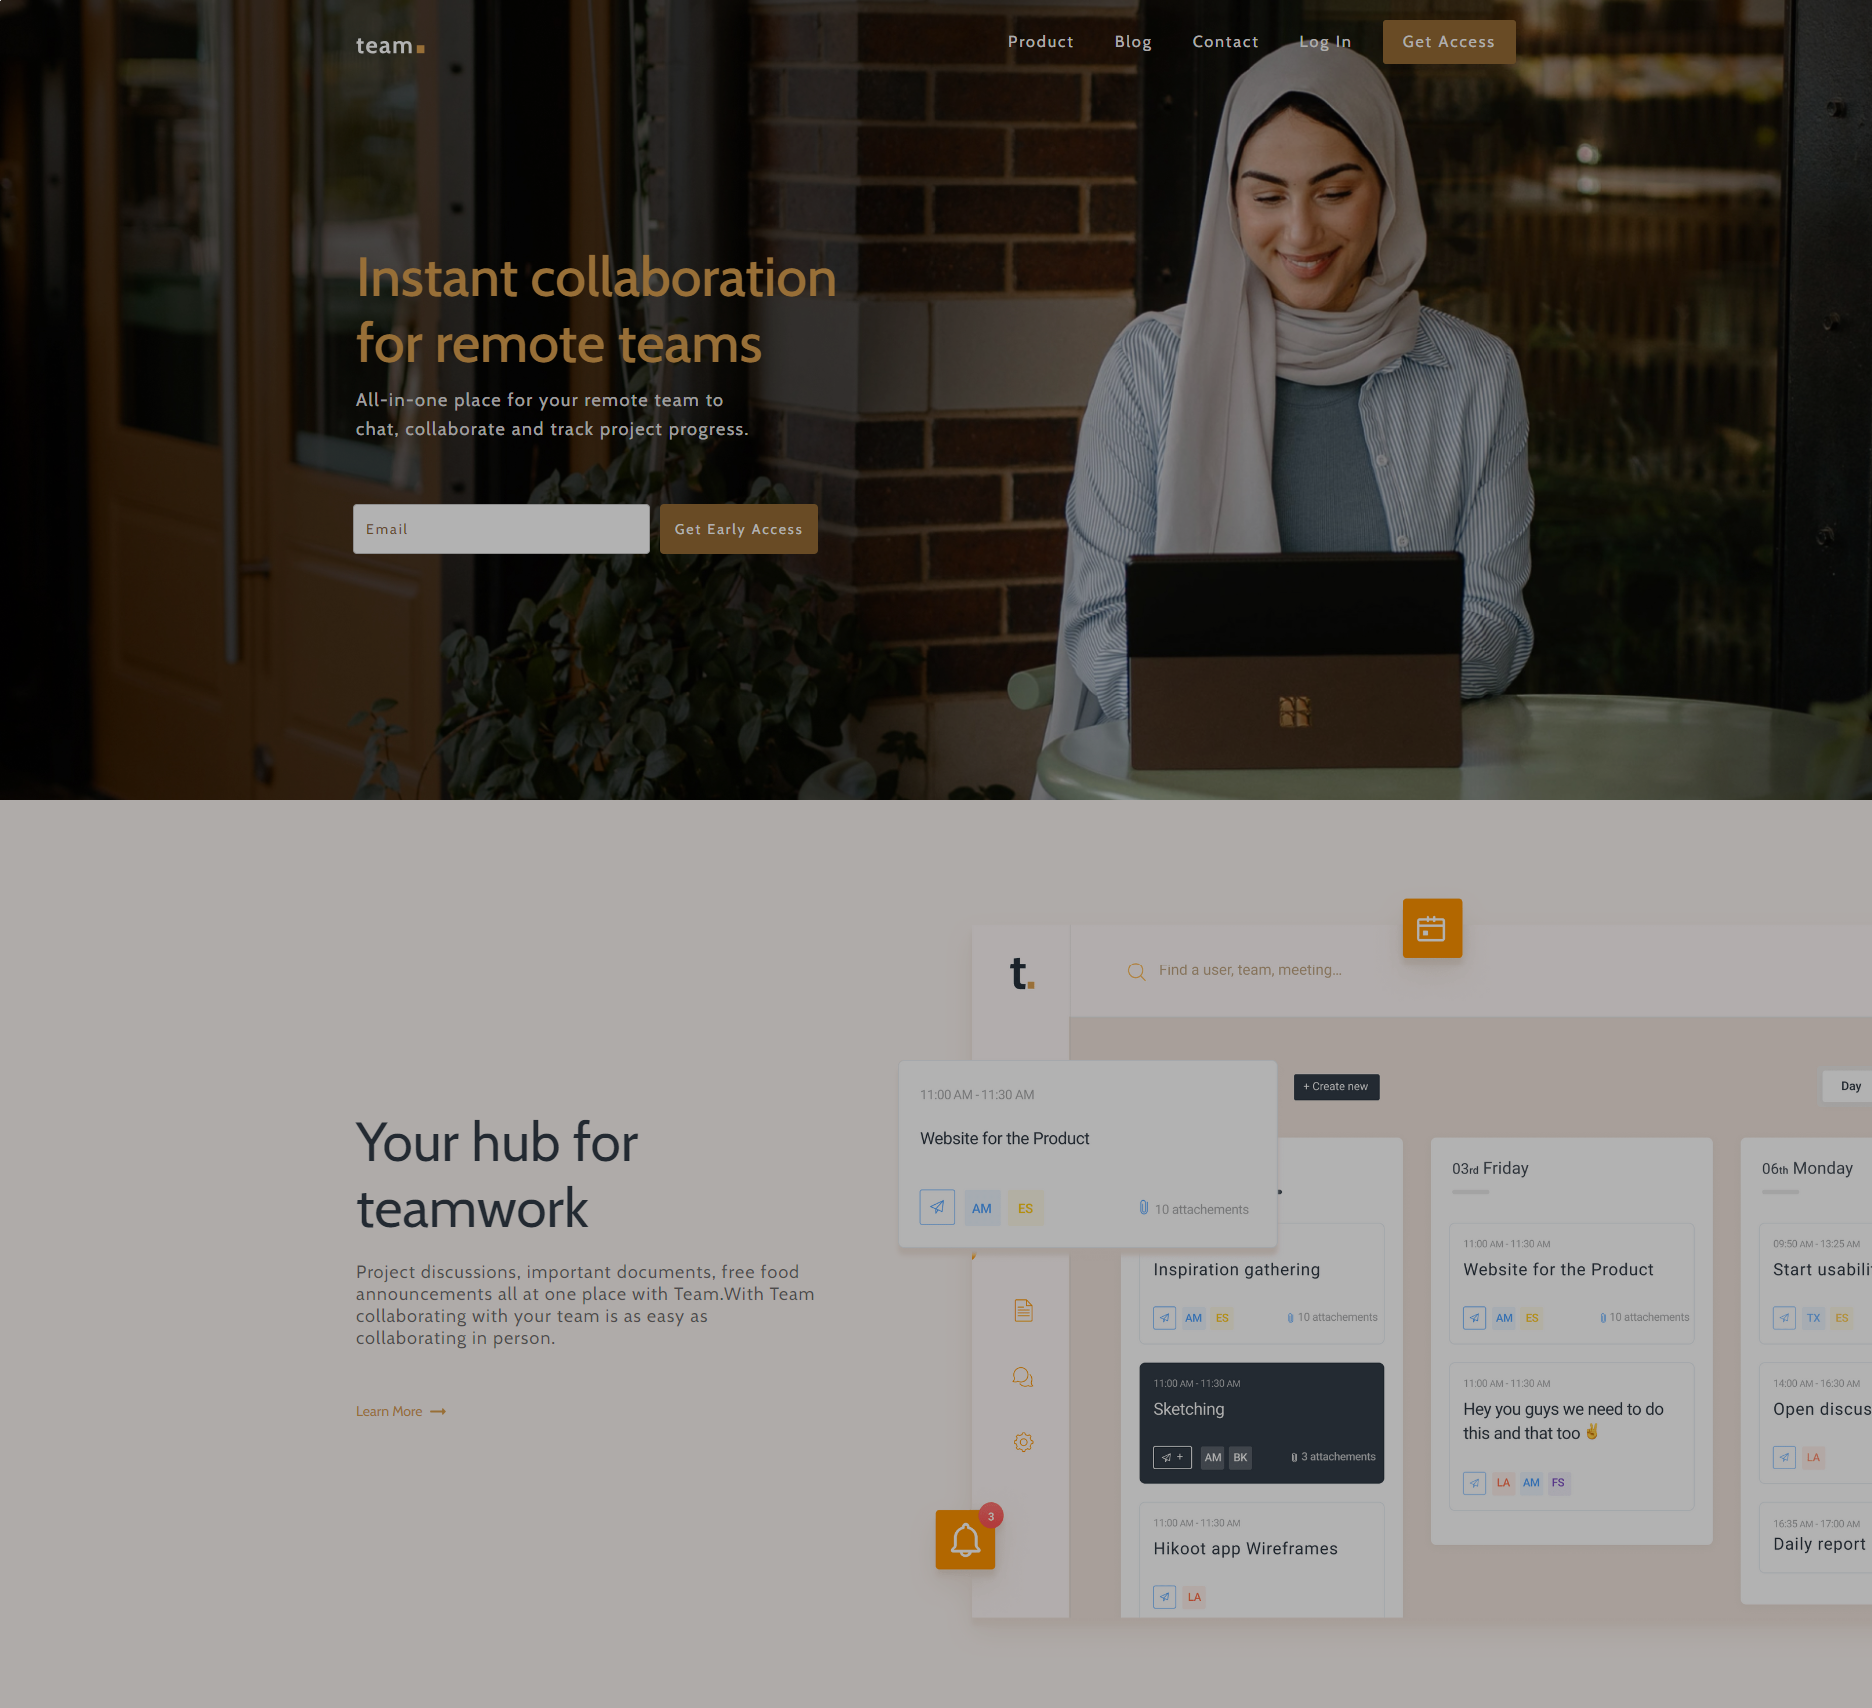 team.
Product Blog Contact Log In Get Access
Instant collaboration
for remote teams
All-in-one place for your remote team to
chat, collaborate and track project progress.
Email
Get Early Access
Your hub for
teamwork
Project discussions, important documents, free food
announcements all at one place with Team.With Team
collaborating with your team is as easy as
collaborating in person.
Learn More
t.
Find a user, team, meeting...
11:00 AM - 11:30 AM
Website for the Product
AM ES
10 attachements
+ Create new
Day
Inspiration gathering
AM ES 10 attachements
11:00 AM - 11:30 AM
Sketching
+ AM BK 3 attachements
11:00 AM - 11:30 AM
Hikoot app Wireframes
LA
03rd Friday
11:00 AM - 11:30 AM
Website for the Product
AM ES 10 attachements
11:00 AM - 11:30 AM
Hey you guys we need to do
this and that too ✌
LA AM FS
06th Monday
09:50 AM - 13:25 AM
Start usabili
TX ES
14:00 AM - 16:30 AM
Open discus
LA
16:35 AM - 17:00 AM
Daily report
3